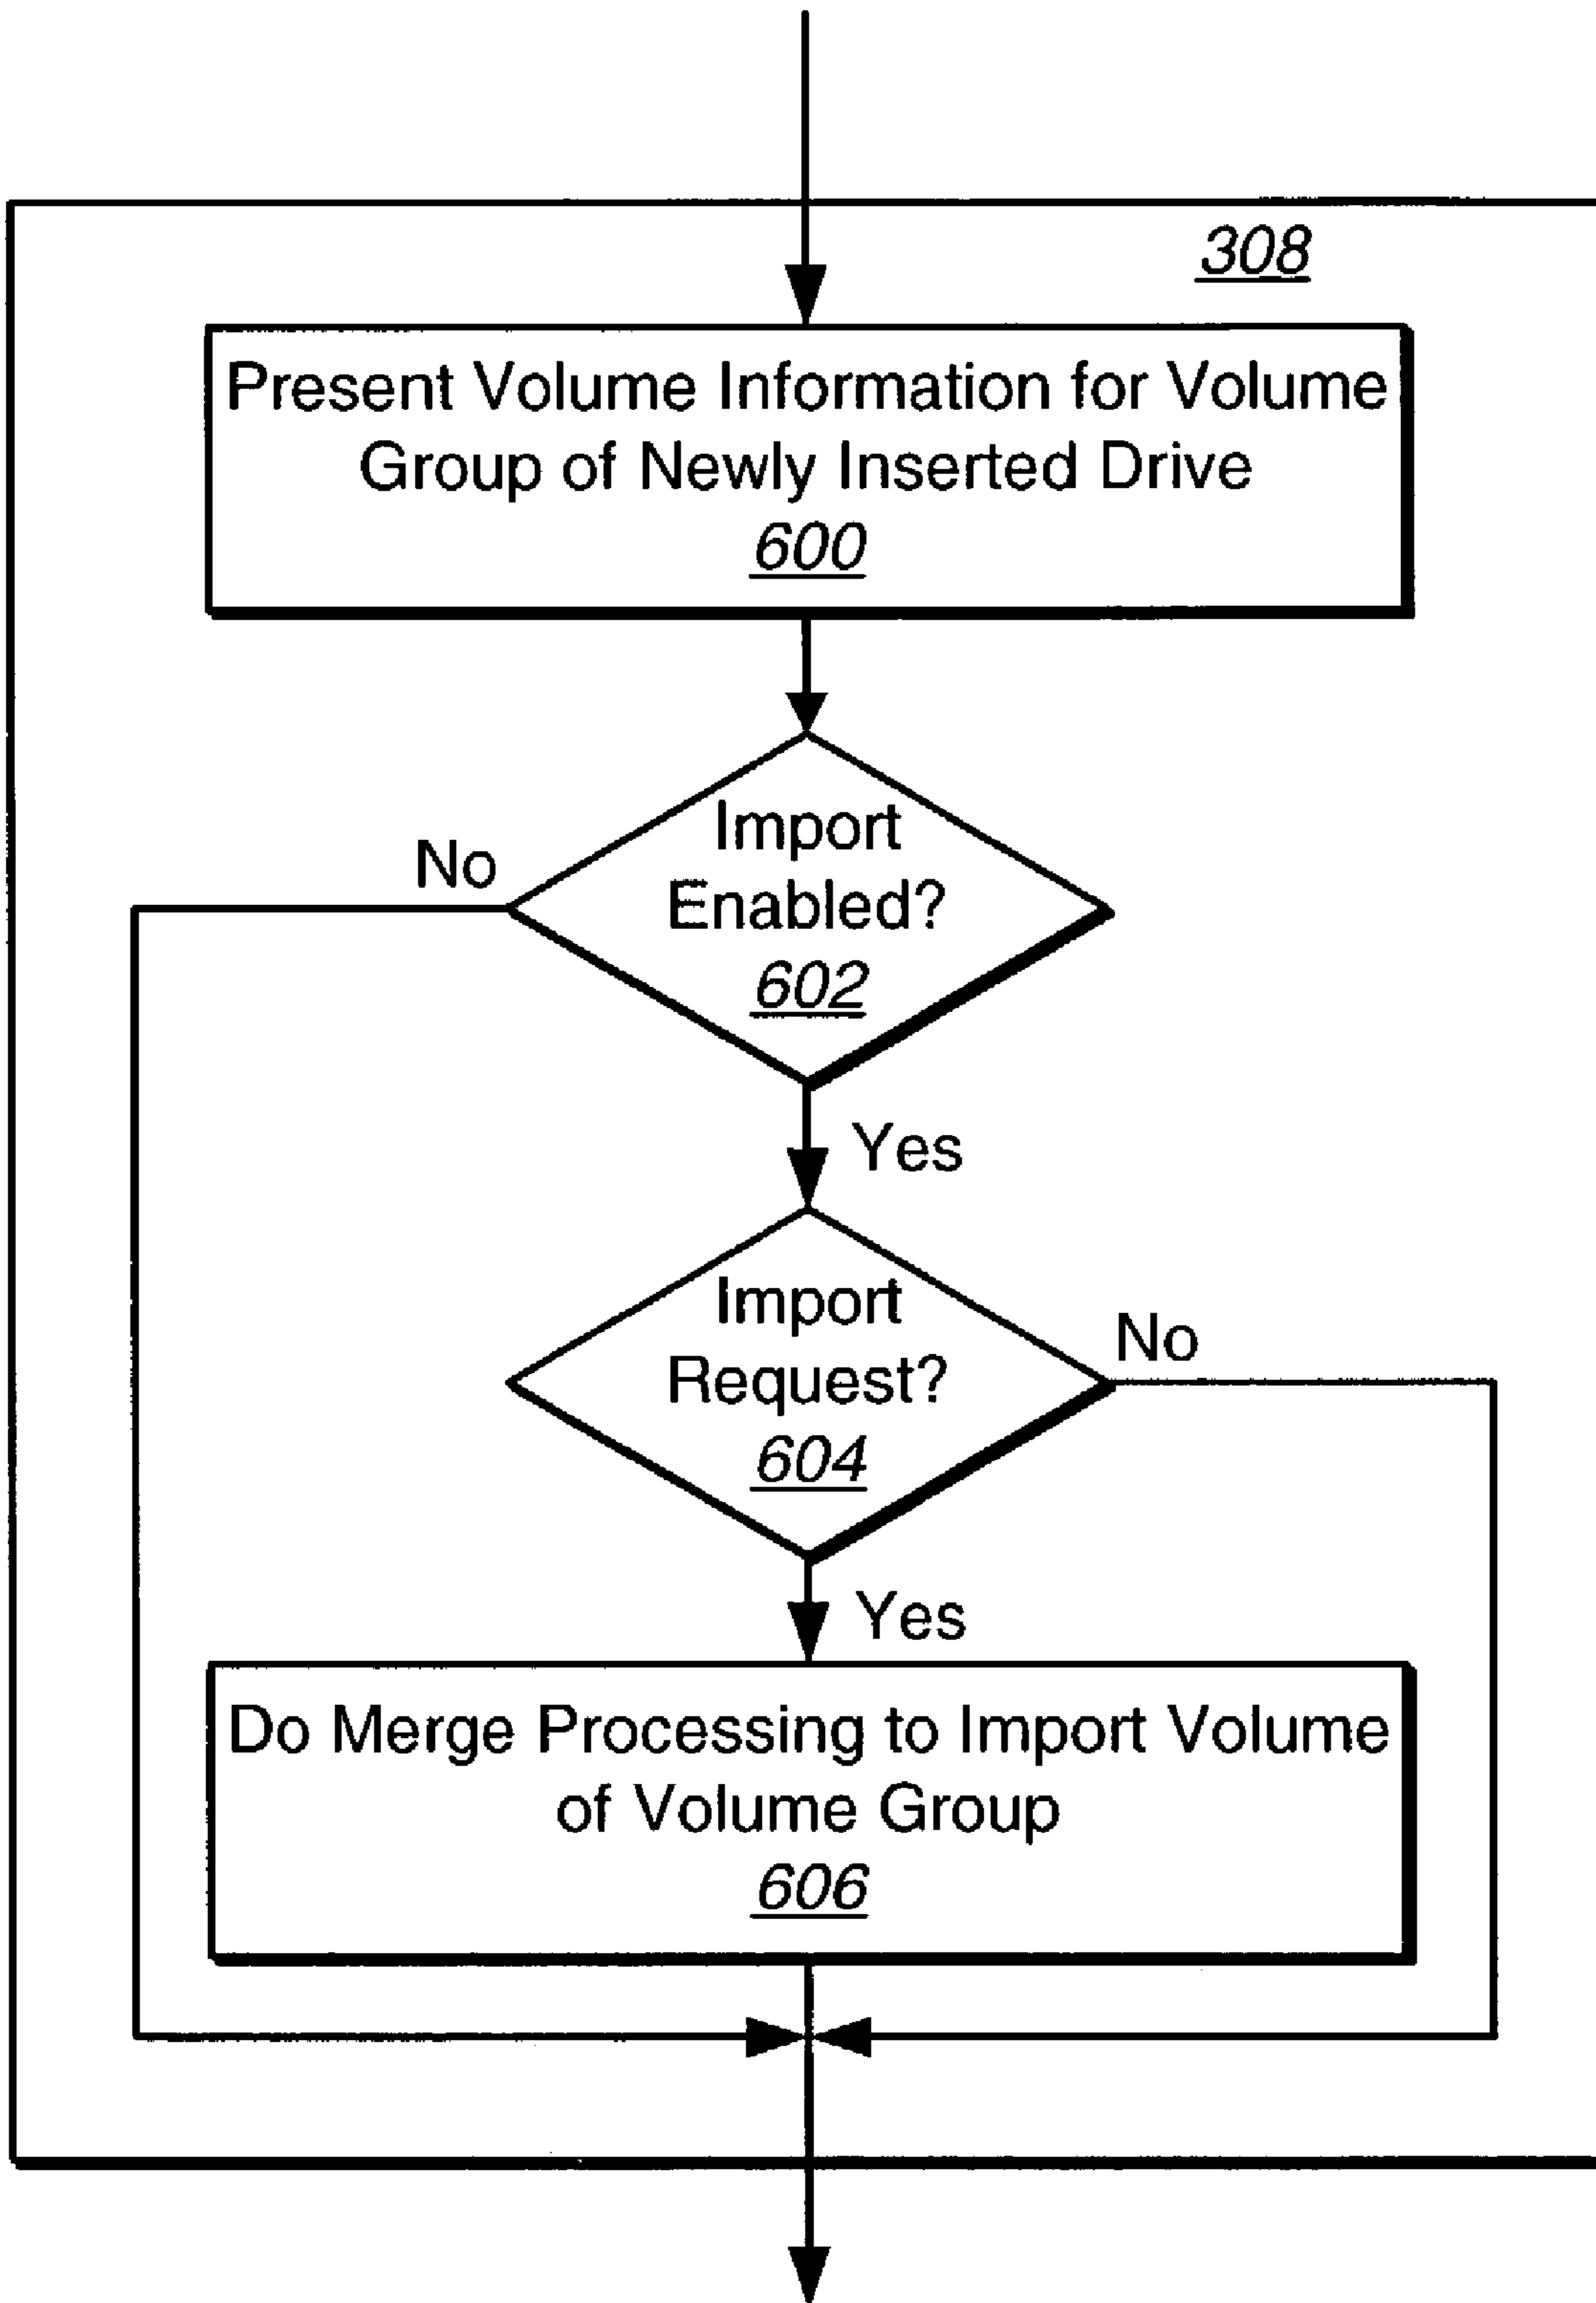 308
Present Volume Information for Volume
Group of Newly Inserted Drive
600
Import
Enabled?
602
No
Yes
Import
Request?
604
No
Yes
Do Merge Processing to Import Volume
of Volume Group
606